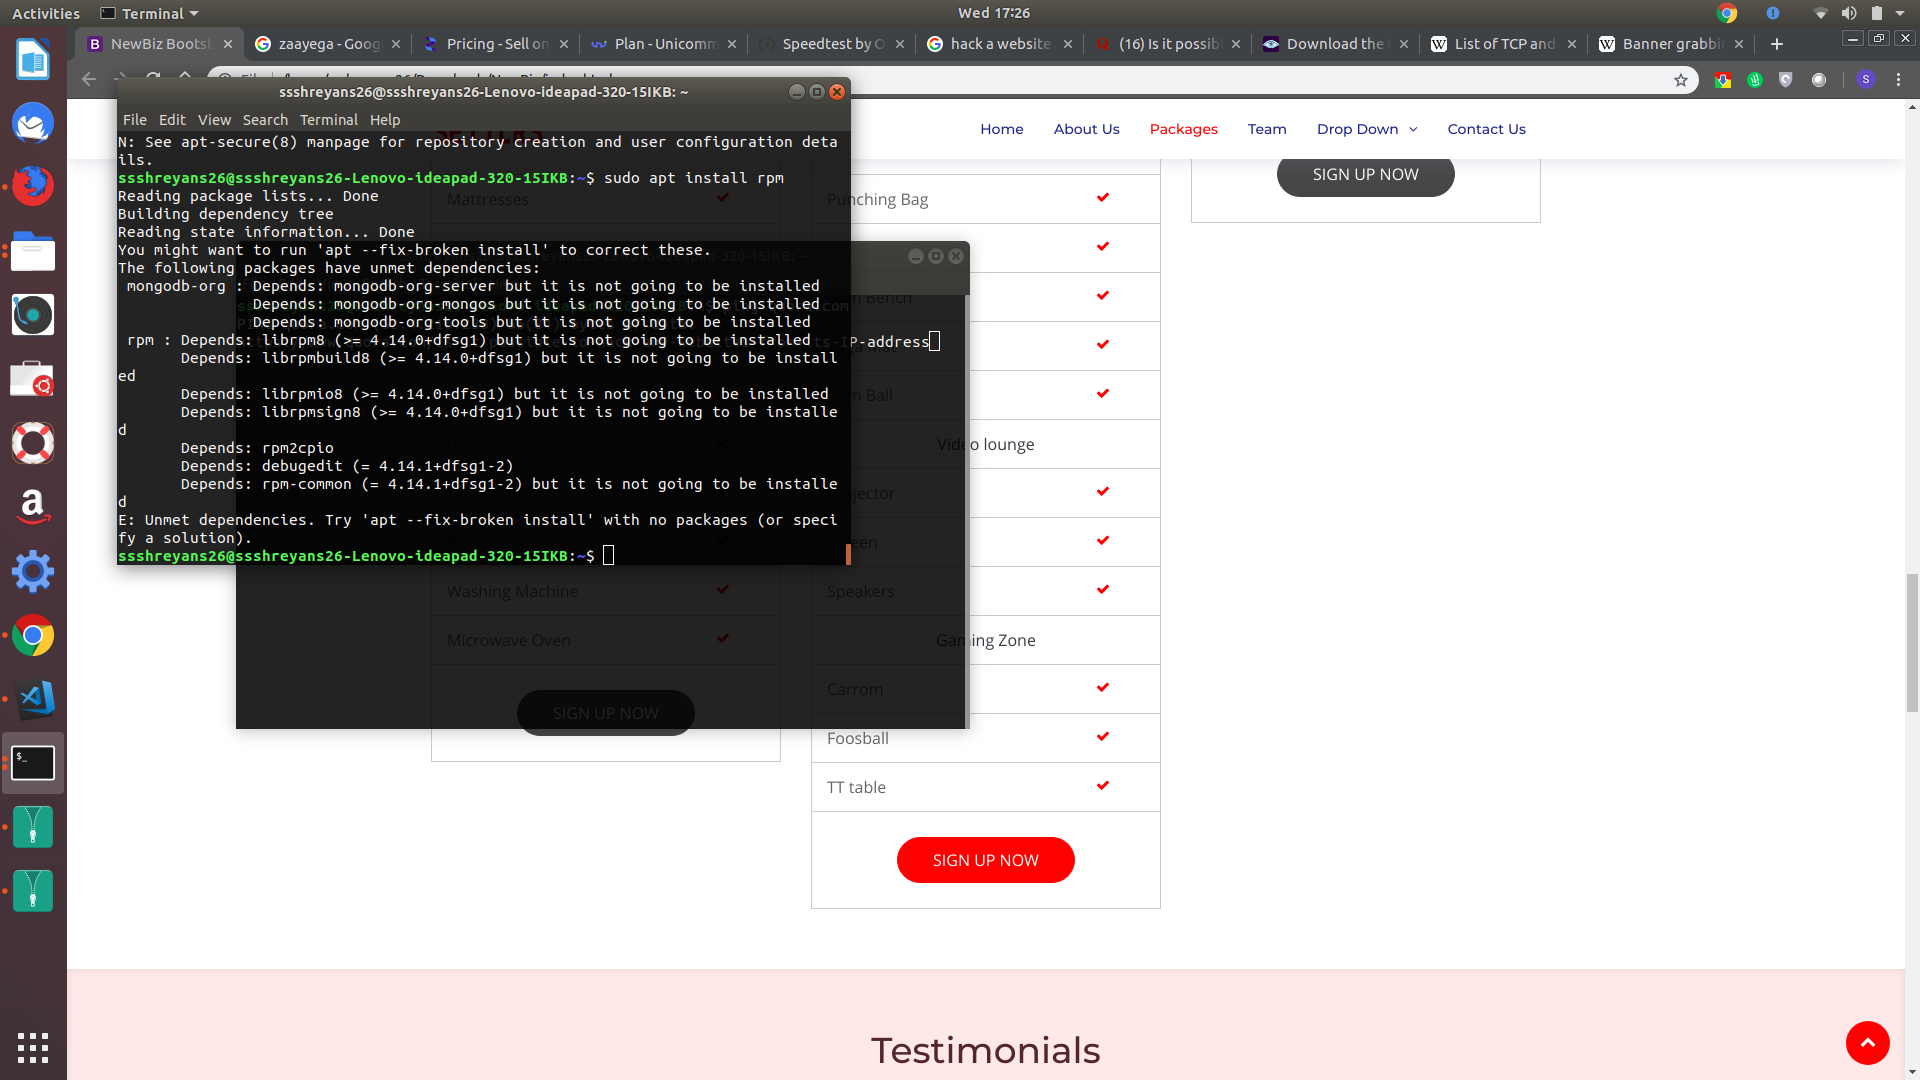 Activities
Terminal
Wed 17:26
NewBiz Bootst
zaayega - Goog
Pricing - Sell on
Plan - Unicomm
Speedtest by O
hack a website
(16) Is it possib
Download the
List of TCP and
Banner grabbin
S
ssshreyans26@ssshreyans26-Lenovo-ideapad-320-15IKB: ~
File Edit View Search Terminal Help
N: See apt-secure(8) manpage for repository creation and user configuration deta
ils.
ssshreyans26@ssshreyans26-Lenovo-ideapad-320-15IKB:~$ sudo apt install rpm
Reading package lists... Done
Building dependency tree
Reading state information... Done
You might want to run 'apt --fix-broken install' to correct these.
The following packages have unmet dependencies:
mongodb-org : Depends: mongodb-org-server but it is not going to be installed
Depends: mongodb-org-mongos but it is not going to be installed
Depends: mongodb-org-tools but it is not going to be installed
rpm : Depends: librpm8 (>= 4.14.0+dfsg1) but it is not going to be installed
Depends: librpmbuild8 (>= 4.14.0+dfsg1) but it is not going to be install
ed
Depends: librpmio8 (>= 4.14.0+dfsg1) but it is not going to be installed
Depends: librpmsign8 (>= 4.14.0+dfsg1) but it is not going to be installe
d
Depends: rpm2cpio
Depends: debugedit (= 4.14.1+dfsg1-2)
Depends: rpm-common (= 4.14.1+dfsg1-2) but it is not going to be installe
d
E: Unmet dependencies. Try 'apt --fix-broken install' with no packages (or speci
fy a solution).
ssshreyans26@ssshreyans26-Lenovo-ideapad-320-15IKB:~$
ts-IP-address
Home
About Us
Packages
Team
Drop Down
Contact Us
Mattresses
Washing Machine
Microwave Oven
SIGN UP NOW
Punching Bag
Bench
Ball
Video lounge
Speakers
Gaming Zone
Carrom
Foosball
TT table
SIGN UP NOW
SIGN UP NOW
Testimonials